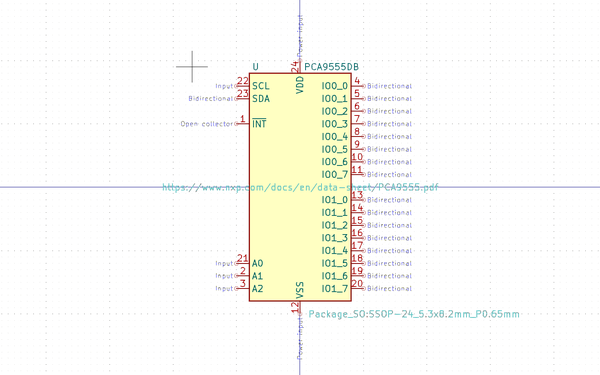 Power input
24
U PCA9555DB
VDD
Input 22 SCL IO0_0 4 Bidirectional
Bidirectional 23 SDA IO0_1 5 Bidirectional
IO0_2 6 Bidirectional
Open collector 1 INT IO0_3 7 Bidirectional
IO0_4 8 Bidirectional
IO0_5 9 Bidirectional
IO0_6 10 Bidirectional
IO0_7 11 Bidirectional
https://www.nxp.com/docs/en/data-sheet/PCA9555.pdf
IO1_0 13 Bidirectional
IO1_1 14 Bidirectional
IO1_2 15 Bidirectional
IO1_3 16 Bidirectional
IO1_4 17 Bidirectional
Input 21 A0 IO1_5 18 Bidirectional
Input 2 A1 IO1_6 19 Bidirectional
Input 3 A2 IO1_7 20 Bidirectional
VSS
12
Package_SO:SSOP-24_5.3x8.2mm_P0.65mm
Power input